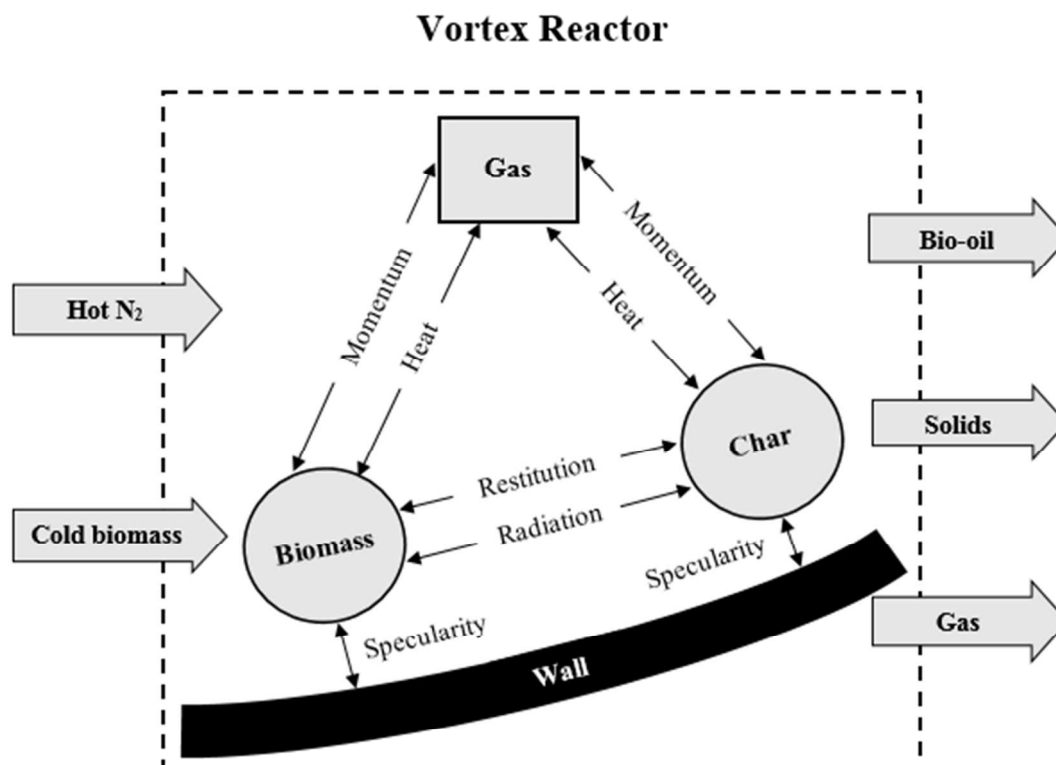 Vortex Reactor
Gas
Momentum
Heat
Heat
Momentum
Hot N₂
Bio-oil
Cold biomass
Biomass
Restitution
Radiation
Char
Solids
Specularity
Specularity
Wall
Gas